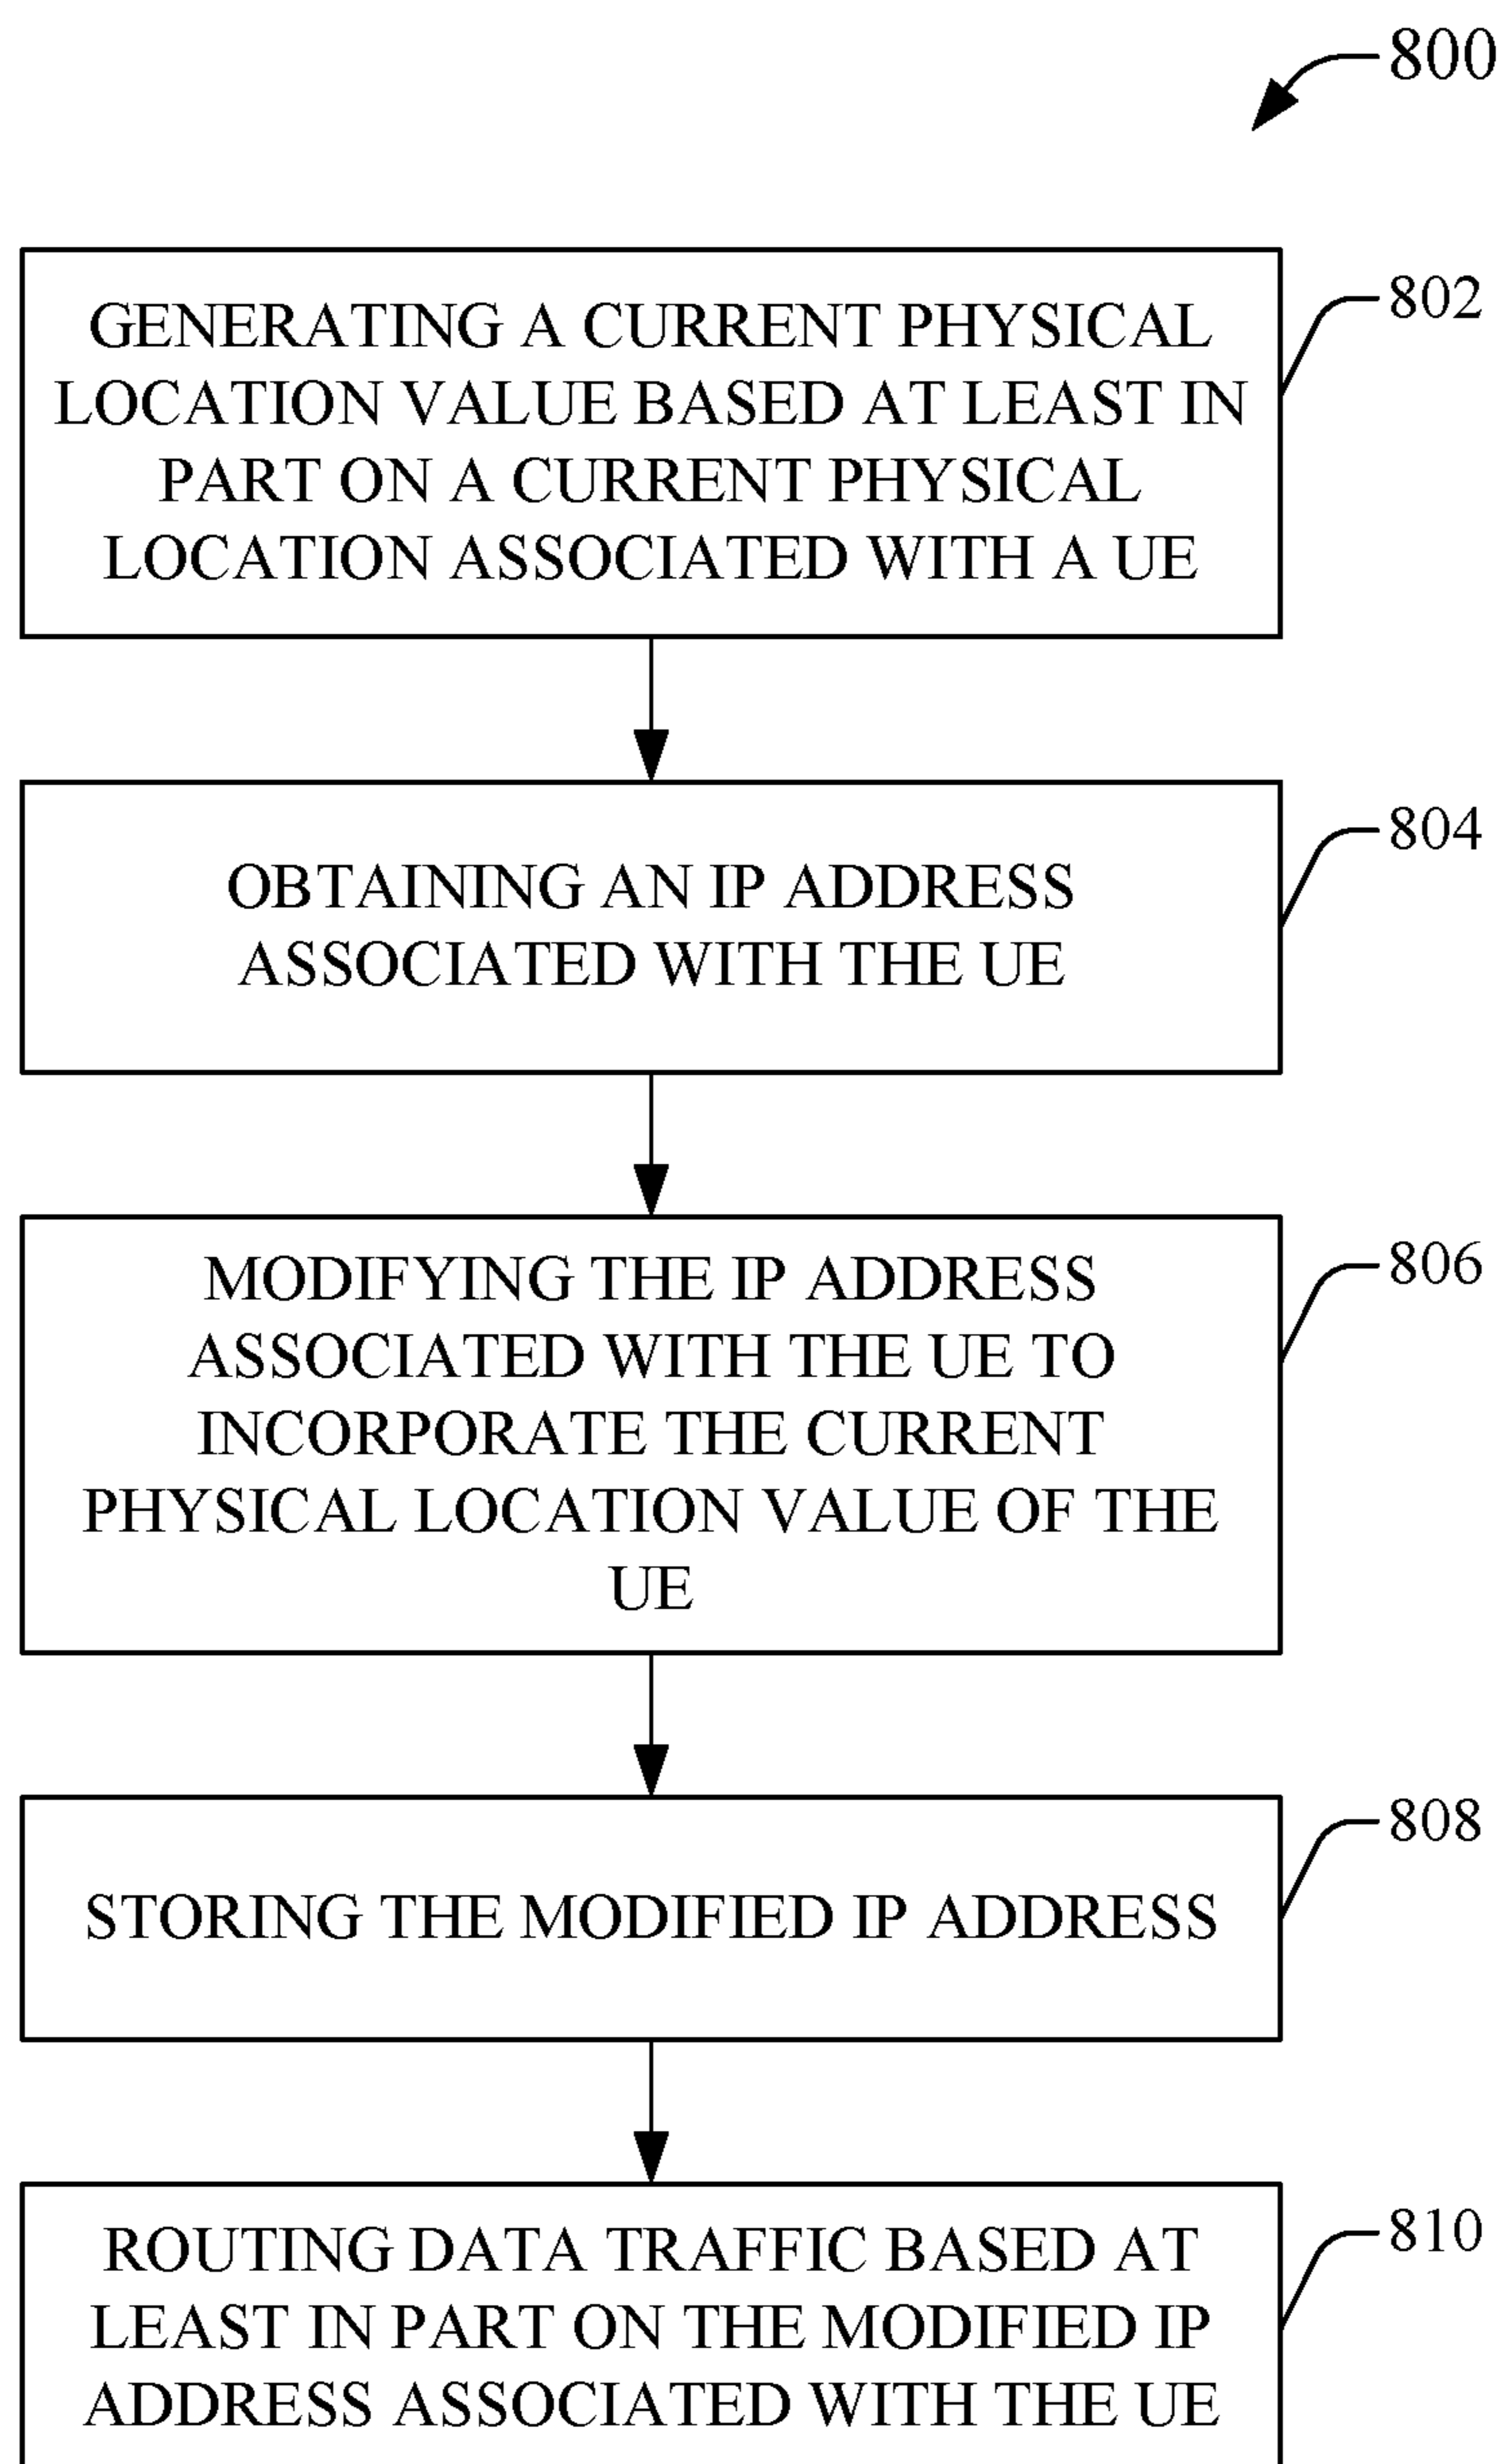 800
GENERATING A CURRENT PHYSICAL
LOCATION VALUE BASED AT LEAST IN
PART ON A CURRENT PHYSICAL
LOCATION ASSOCIATED WITH A UE
802
OBTAINING AN IP ADDRESS
ASSOCIATED WITH THE UE
804
MODIFYING THE IP ADDRESS
ASSOCIATED WITH THE UE TO
INCORPORATE THE CURRENT
PHYSICAL LOCATION VALUE OF THE
UE
806
STORING THE MODIFIED IP ADDRESS
808
ROUTING DATA TRAFFIC BASED AT
LEAST IN PART ON THE MODIFIED IP
ADDRESS ASSOCIATED WITH THE UE
810